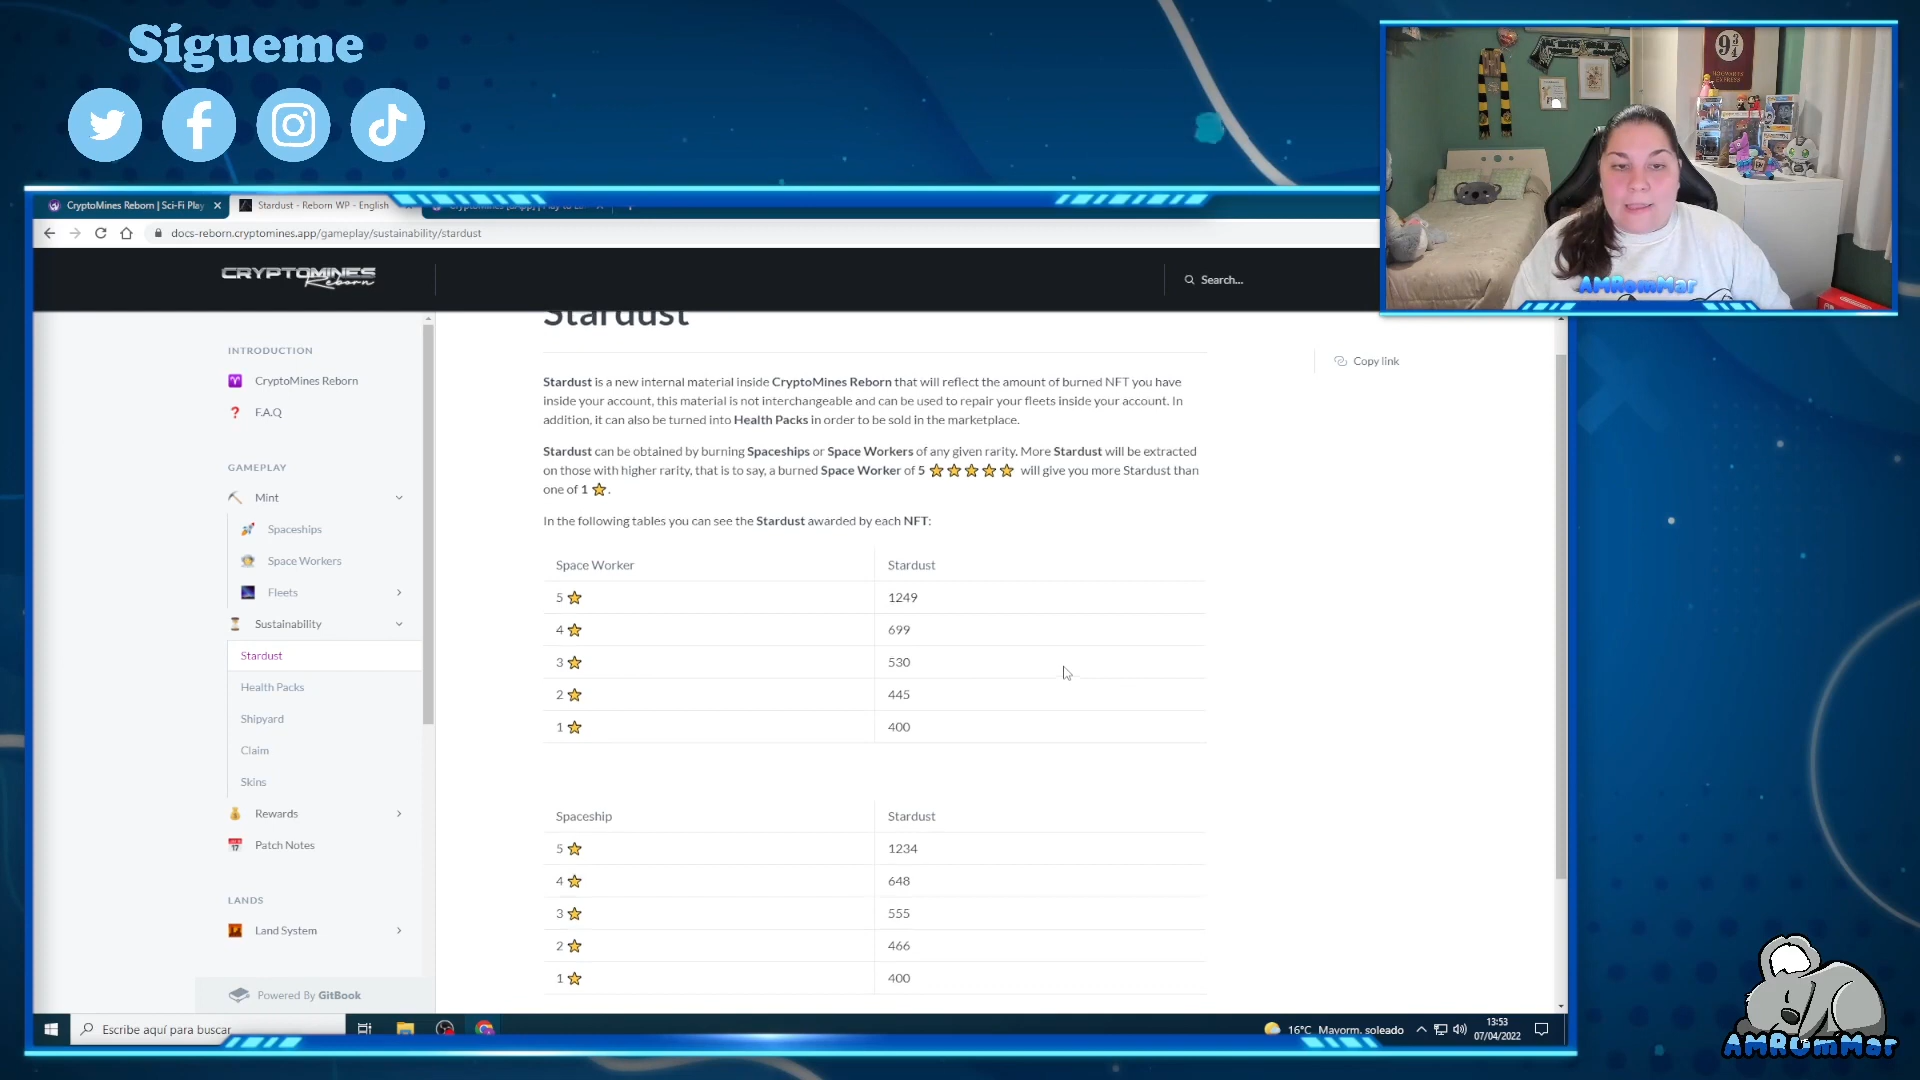 Sígueme
9¾
HOGWARTS
EXPRESS
AMRomMar
CryptoMines Reborn | Sci-Fi Play
Stardust - Reborn WP - English
docs-reborn.cryptomines.app/gameplay/sustainability/stardust
CRYPTOMINES
Reborn
Search...
INTRODUCTION
CryptoMines Reborn
F.A.Q
GAMEPLAY
Mint
Spaceships
Space Workers
Fleets
Sustainability
Stardust
Health Packs
Shipyard
Claim
Skins
Rewards
Patch Notes
LANDS
Land System
Powered By GitBook
Stardust
Copy link
Stardust is a new internal material inside CryptoMines Reborn that will reflect the amount of burned NFT you have
inside your account, this material is not interchangeable and can be used to repair your fleets inside your account. In
addition, it can also be turned into Health Packs in order to be sold in the marketplace.
Stardust can be obtained by burning Spaceships or Space Workers of any given rarity. More Stardust will be extracted
on those with higher rarity, that is to say, a burned Space Worker of 5 ⭐⭐⭐⭐⭐ will give you more Stardust than
one of 1 ⭐.
In the following tables you can see the Stardust awarded by each NFT:
Space Worker Stardust
5 ⭐ 1249
4 ⭐ 699
3 ⭐ 530
2 ⭐ 445
1 ⭐ 400
Spaceship Stardust
5 ⭐ 1234
4 ⭐ 648
3 ⭐ 555
2 ⭐ 466
1 ⭐ 400
Escribe aquí para buscar
16°C Mayorm. soleado
13:53
07/04/2022
AMRomMar